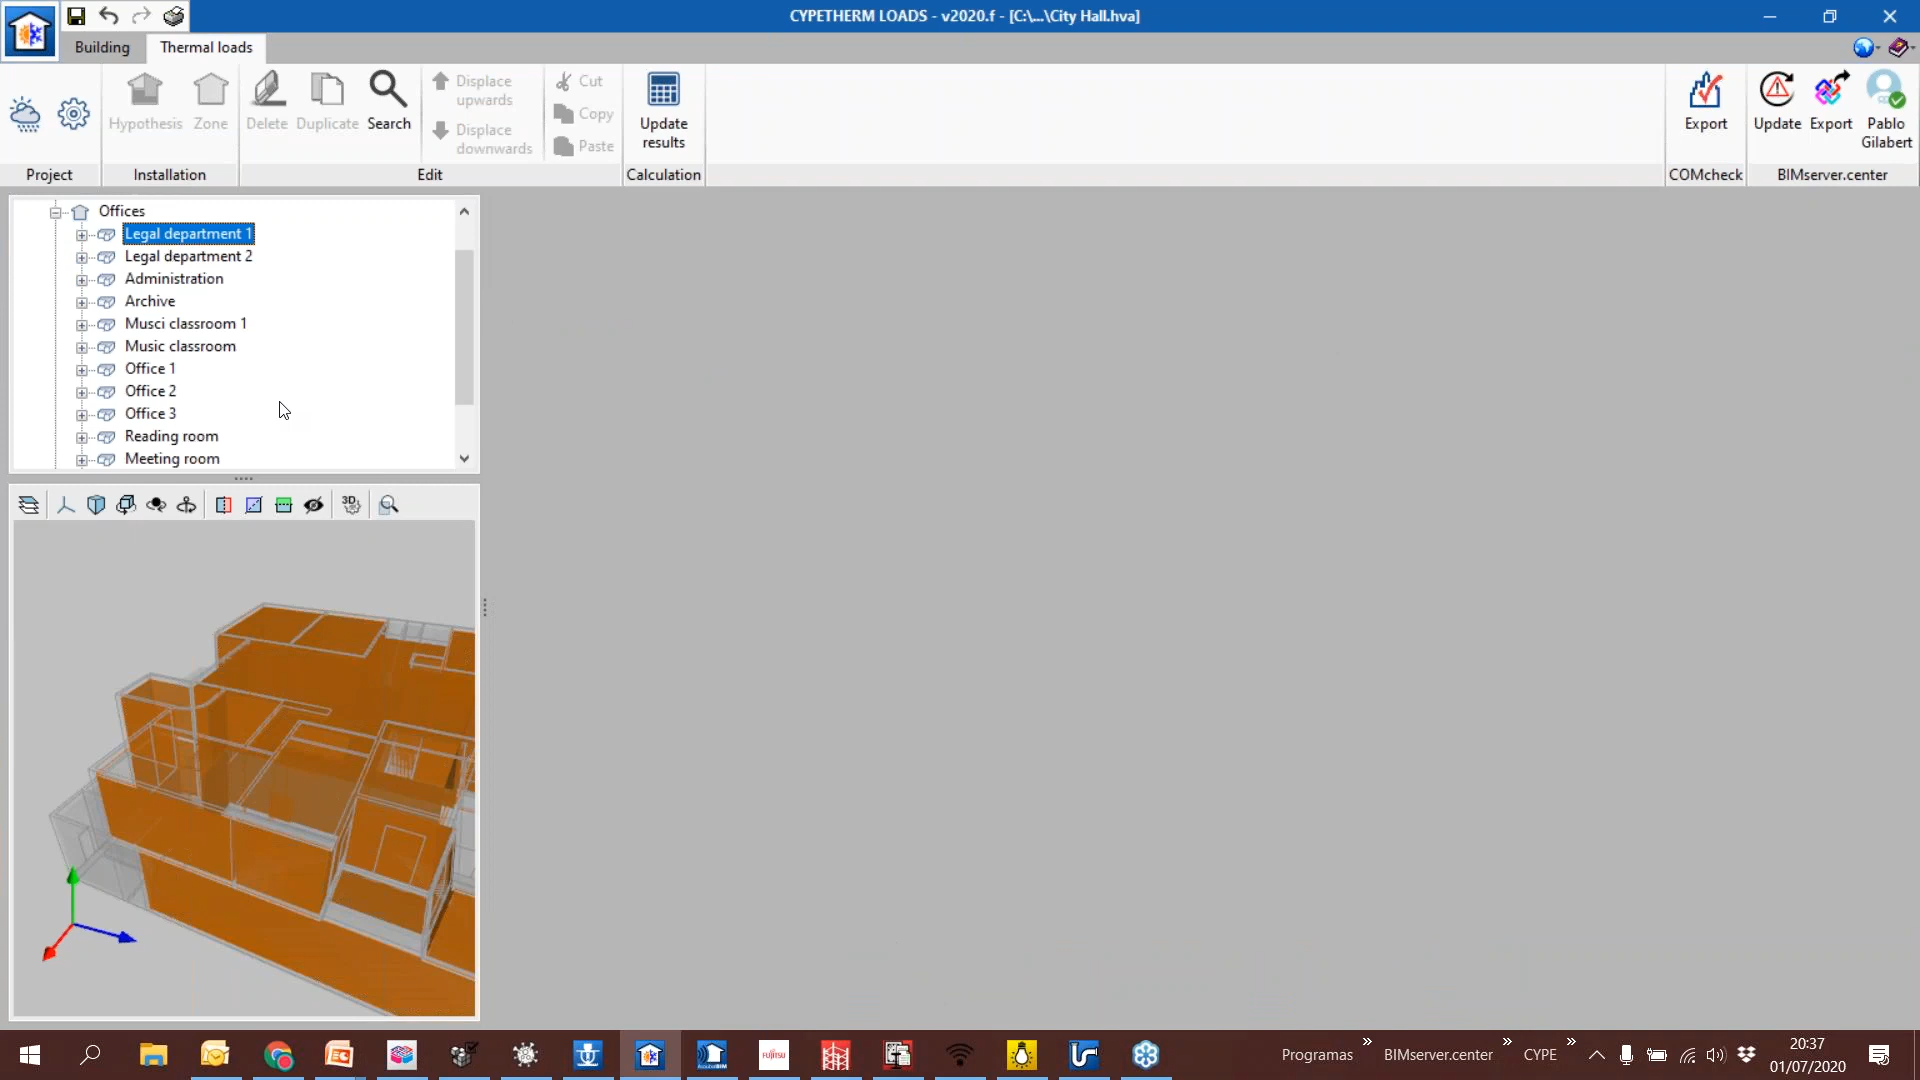 CYPETHERM LOADS - v2020.f - [C:\...\City Hall.hva]
Building
Thermal loads
Hypothesis
Zone
Delete
Duplicate
Search
Displace upwards
Displace downwards
Cut
Copy
Paste
Update results
Export
Update
Export
Pablo Gilabert
Project
Installation
Edit
Calculation
COMcheck
BIMserver.center
Offices
Legal department 1
Legal department 2
Administration
Archive
Musci classroom 1
Music classroom
Office 1
Office 2
Office 3
Reading room
Meeting room
3D
FUJITSU
Programas
BIMserver.center
CYPE
20:37
01/07/2020